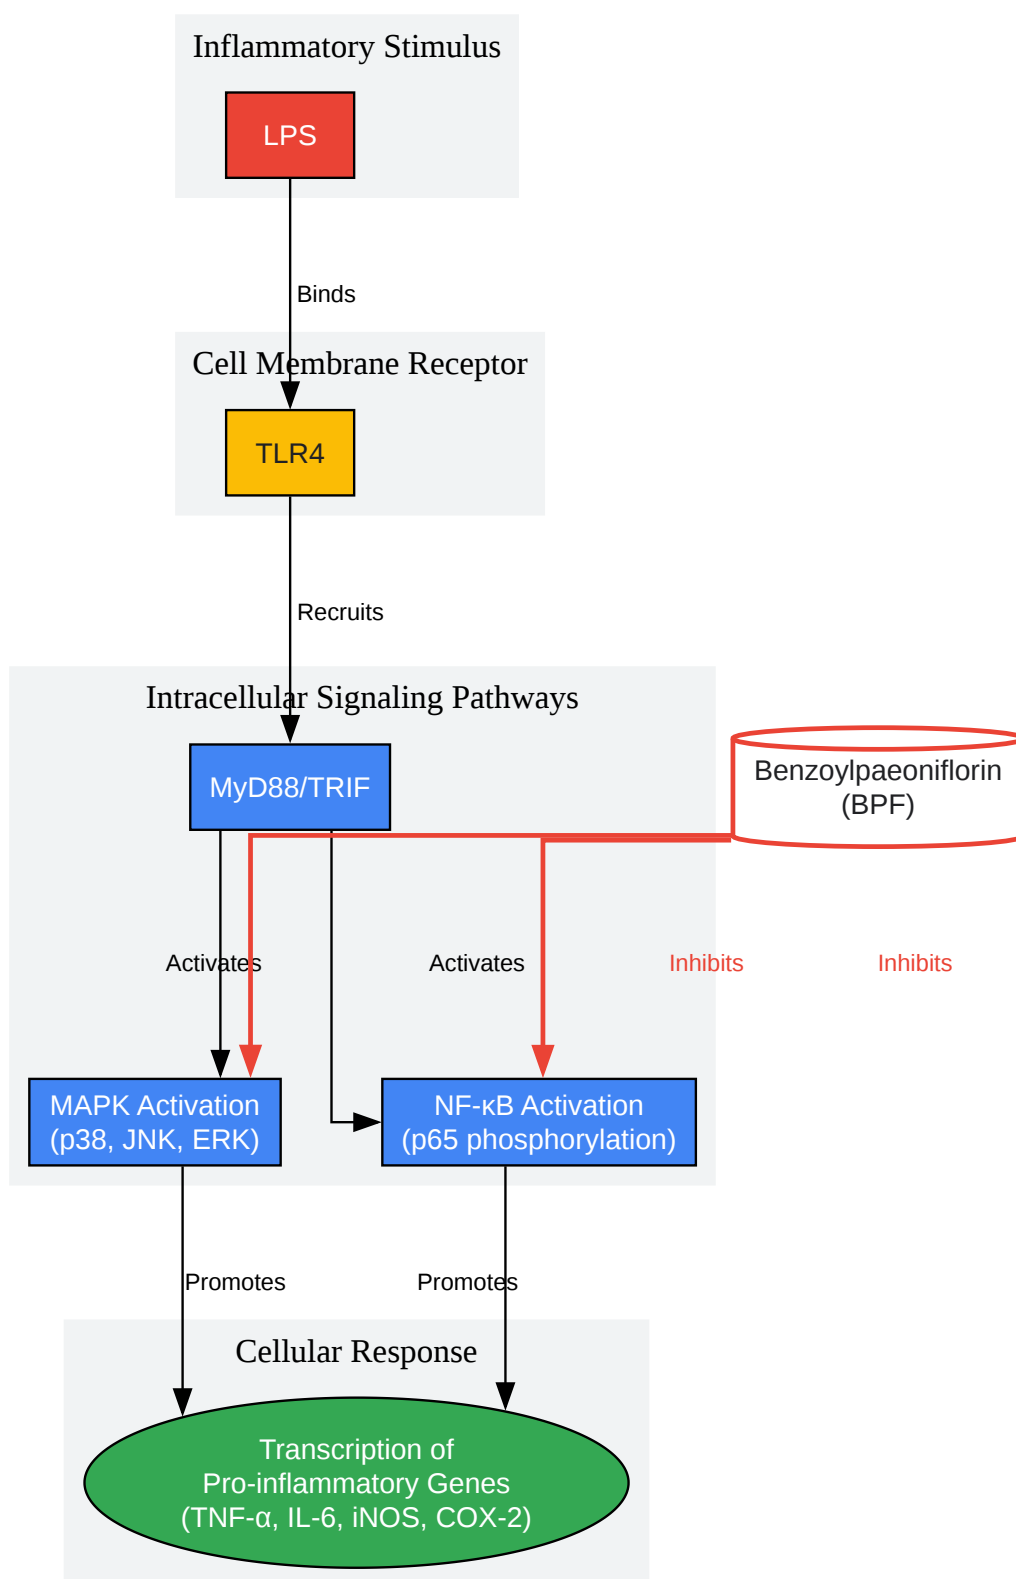 Inflammatory Stimulus
LPS
Binds
Cell Membrane Receptor
TLR4
Recruits
Intracellular Signaling Pathways
MyD88/TRIF
Benzoylpaeoniflorin
(BPF)
Activates
Activates
Inhibits
Inhibits
MAPK Activation
(p38, JNK, ERK)
NF-κB Activation
(p65 phosphorylation)
Promotes
Promotes
Cellular Response
Transcription of
Pro-inflammatory Genes
(TNF-α, IL-6, iNOS, COX-2)